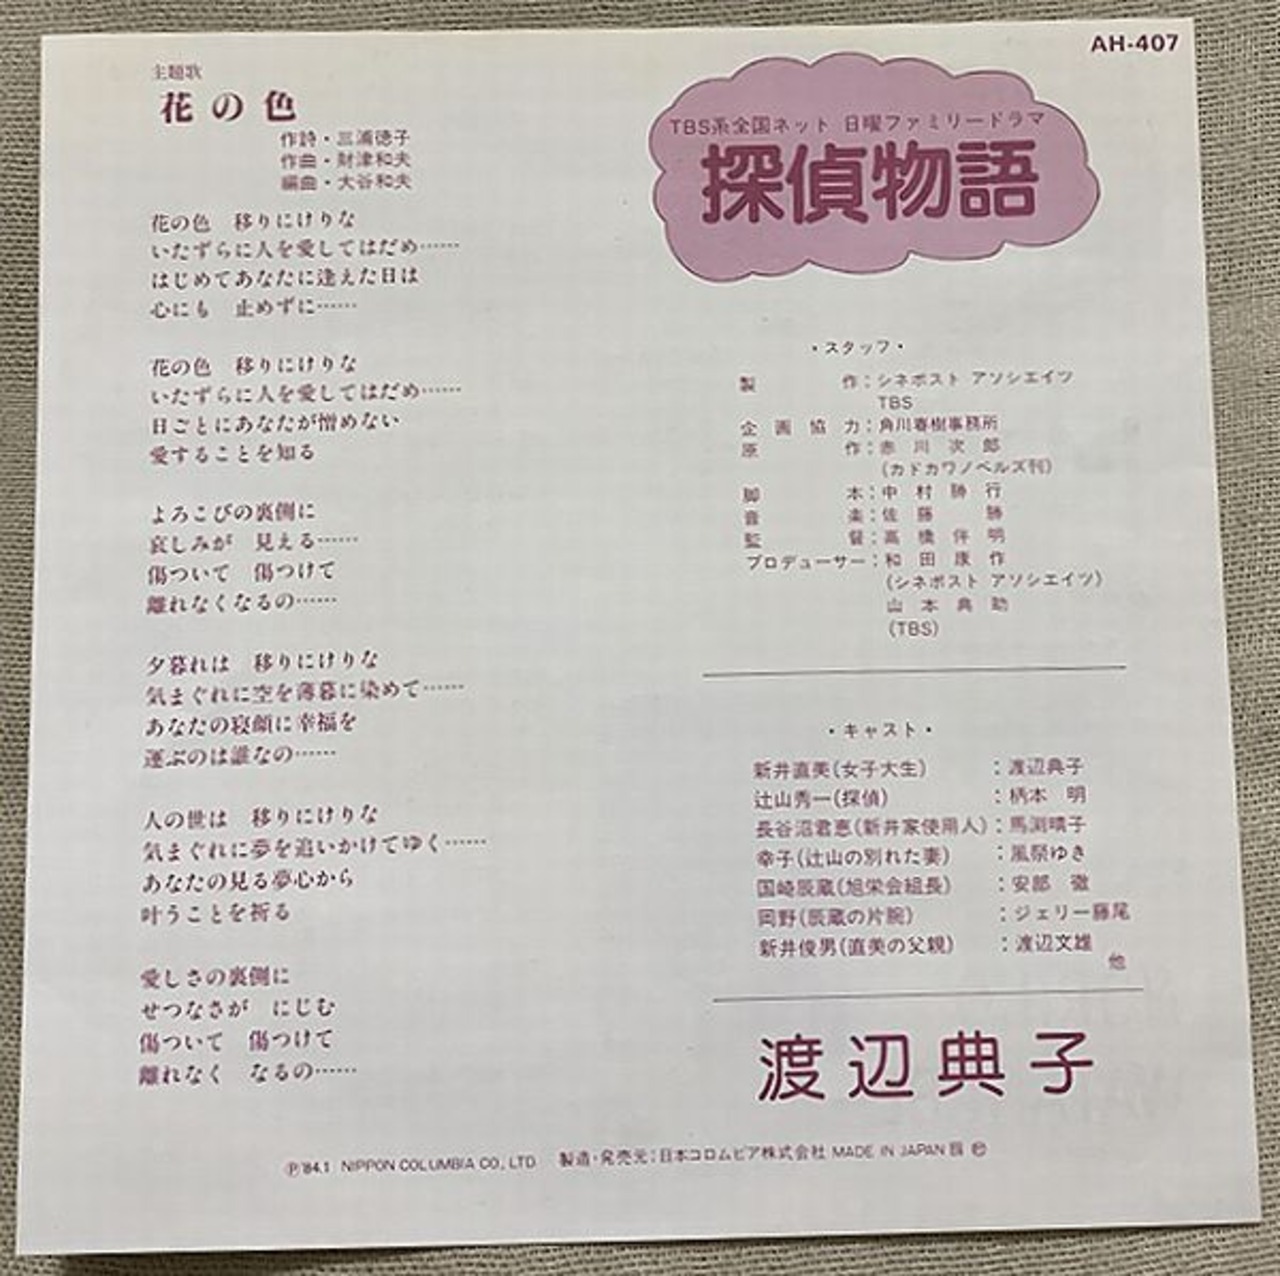 AH-407
主題歌
花の色
作詩・三浦徳子
作曲・財津和夫
編曲・大谷和夫
花の色　移りにけりな
いたずらに人を愛してはだめ……
はじめてあなたに逢えた日は
心にも　止めずに……
花の色　移りにけりな
いたずらに人を愛してはだめ……
日ごとにあなたが憎めない
愛することを知る
よろこびの裏側に
哀しみが　見える……
傷ついて　傷つけて
離れなくなるの……
夕暮れは　移りにけりな
気まぐれに空を薄暮に染めて……
あなたの寝顔に幸福を
運ぶのは誰なの……
人の世は　移りにけりな
気まぐれに夢を追いかけてゆく……
あなたの見る夢心から
叶うことを祈る
愛しさの裏側に
せつなさが　にじむ
傷ついて　傷つけて
離れなく　なるの……
TBS系全国ネット 日曜ファミリードラマ
探偵物語
・スタッフ・
製作：シネポスト アソシエイツ
TBS
企画協力：角川春樹事務所
原作：赤川次郎
(カドカワノベルズ刊)
脚本：中村勝行
音楽：佐藤勝
監督：高橋伴明
プロデューサー：和田康作
(シネポスト アソシエイツ)
山本典助
(TBS)
・キャスト・
新井直美(女子大生)：渡辺典子
辻山秀一(探偵)：柄本　明
長谷沼君恵(新井家使用人)：馬渕晴子
幸子(辻山の別れた妻)：風祭ゆき
国崎辰蔵(旭栄会組長)：安部　徹
岡野(辰蔵の片腕)：ジェリー藤尾
新井俊男(直美の父親)：渡辺文雄
他
渡辺典子
Ⓟ'84.1 NIPPON COLUMBIA CO., LTD. 製造・発売元：日本コロムビア株式会社 MADE IN JAPAN